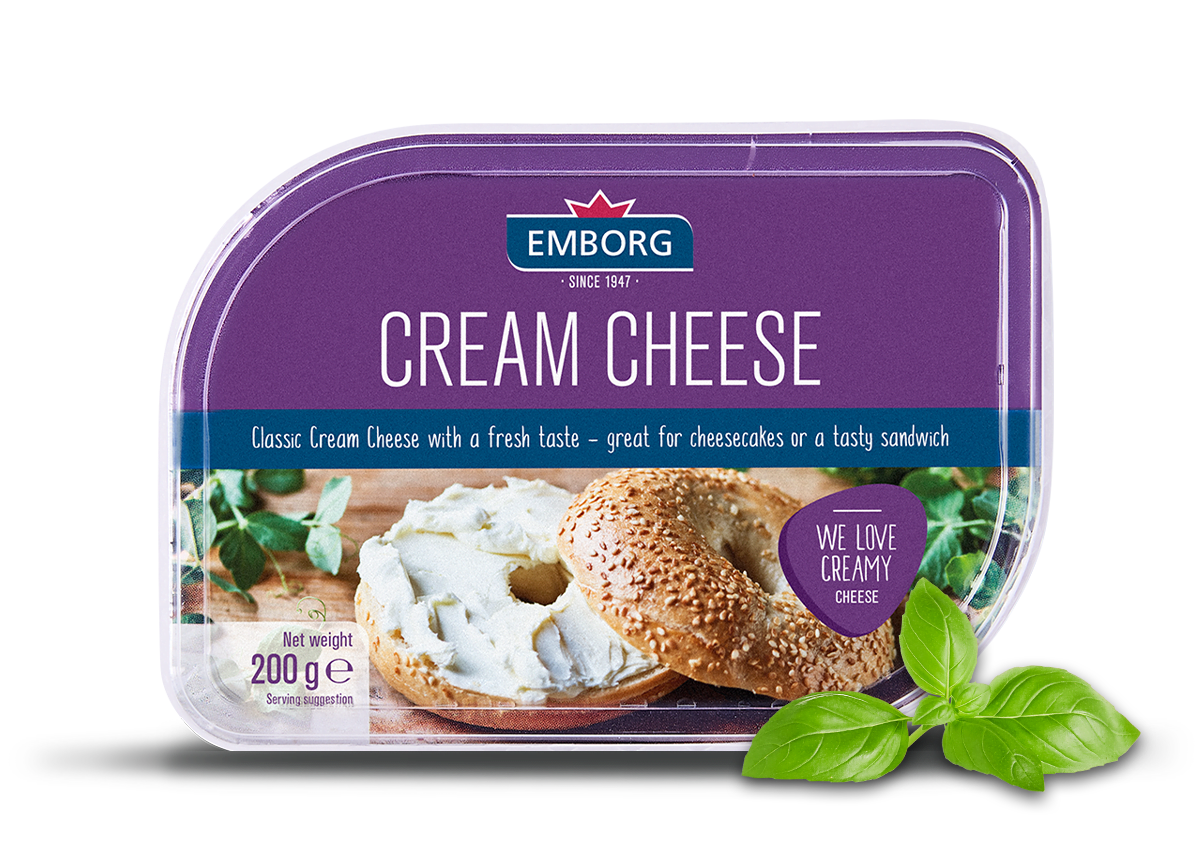 EMBORG
· SINCE 1947 ·
CREAM CHEESE
Classic Cream Cheese with a fresh taste – great for cheesecakes or a tasty sandwich
WE LOVE
CREAMY
CHEESE
Net weight
200 g ℮
Serving suggestion